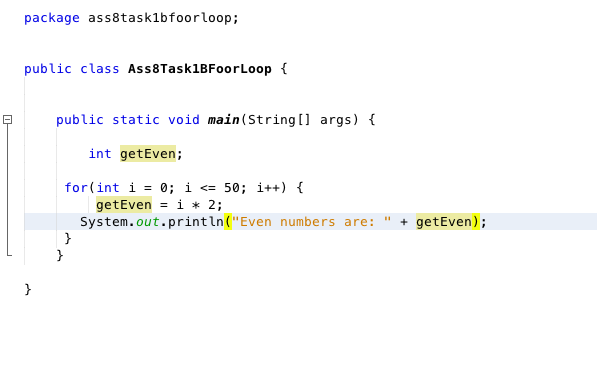 package ass8task1bfoorloop;
public class Ass8Task1BFoorLoop {
public static void main(String[] args) {
int getEven;
for(int i = 0; i <= 50; i++) {
getEven = i * 2;
System.out.println("Even numbers are: " + getEven);
}
}
}